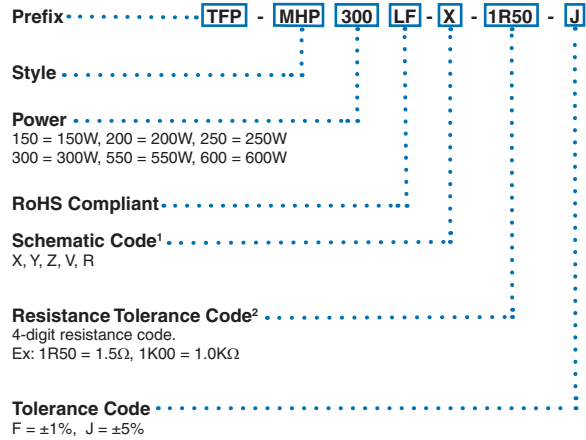 Prefix TFP - MHP 300 LF - X - 1R50 - J
Style
Power
150 = 150W, 200 = 200W, 250 = 250W
300 = 300W, 550 = 550W, 600 = 600W
RoHS Compliant
Schematic Code¹
X, Y, Z, V, R
Resistance Tolerance Code²
4-digit resistance code.
Ex: 1R50 = 1.5Ω, 1K00 = 1.0KΩ
Tolerance Code
F = ±1%, J = ±5%